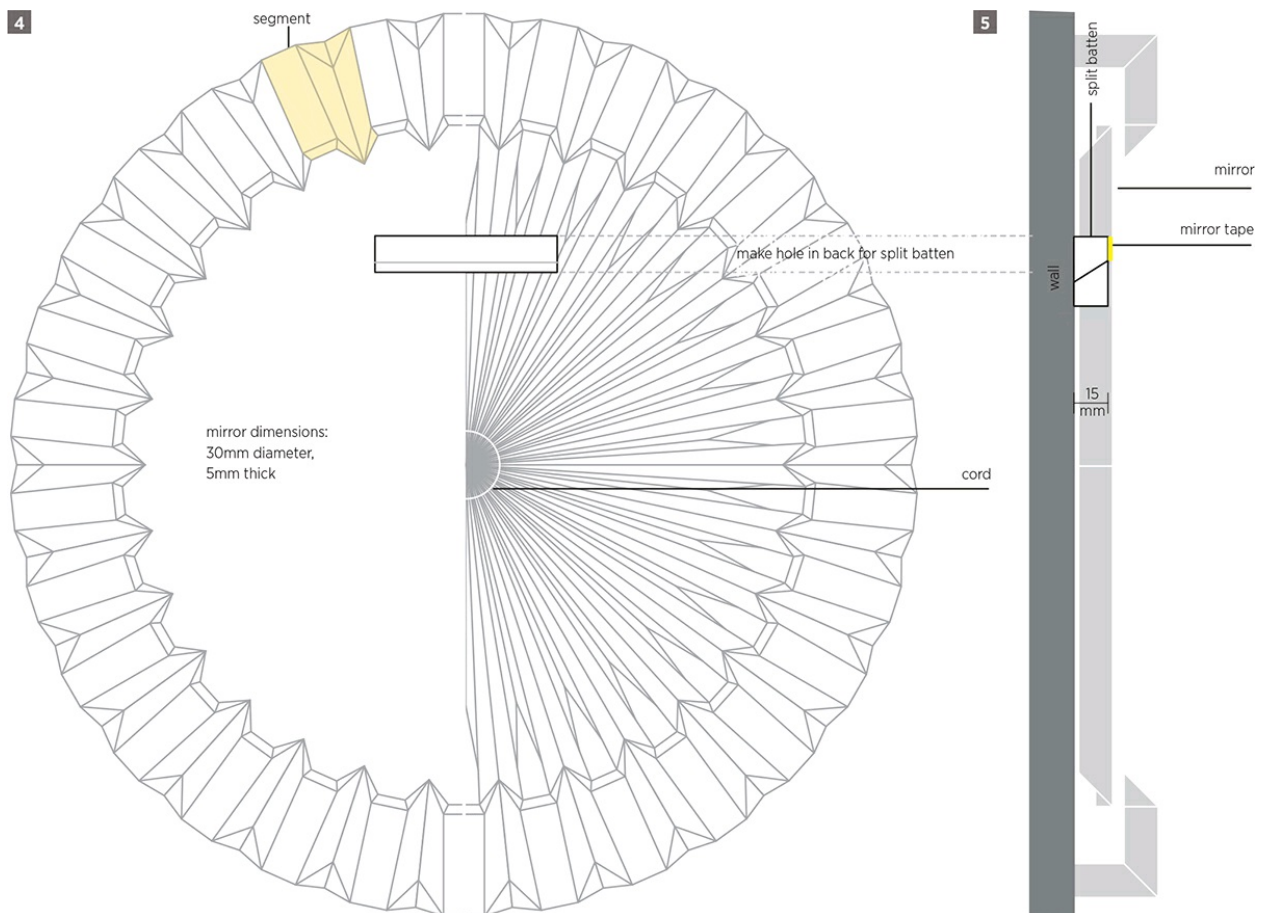 4
segment
5
split batten
mirror
mirror tape
make hole in back for split batten
wall
15
mm
mirror dimensions:
30mm diameter,
5mm thick
cord